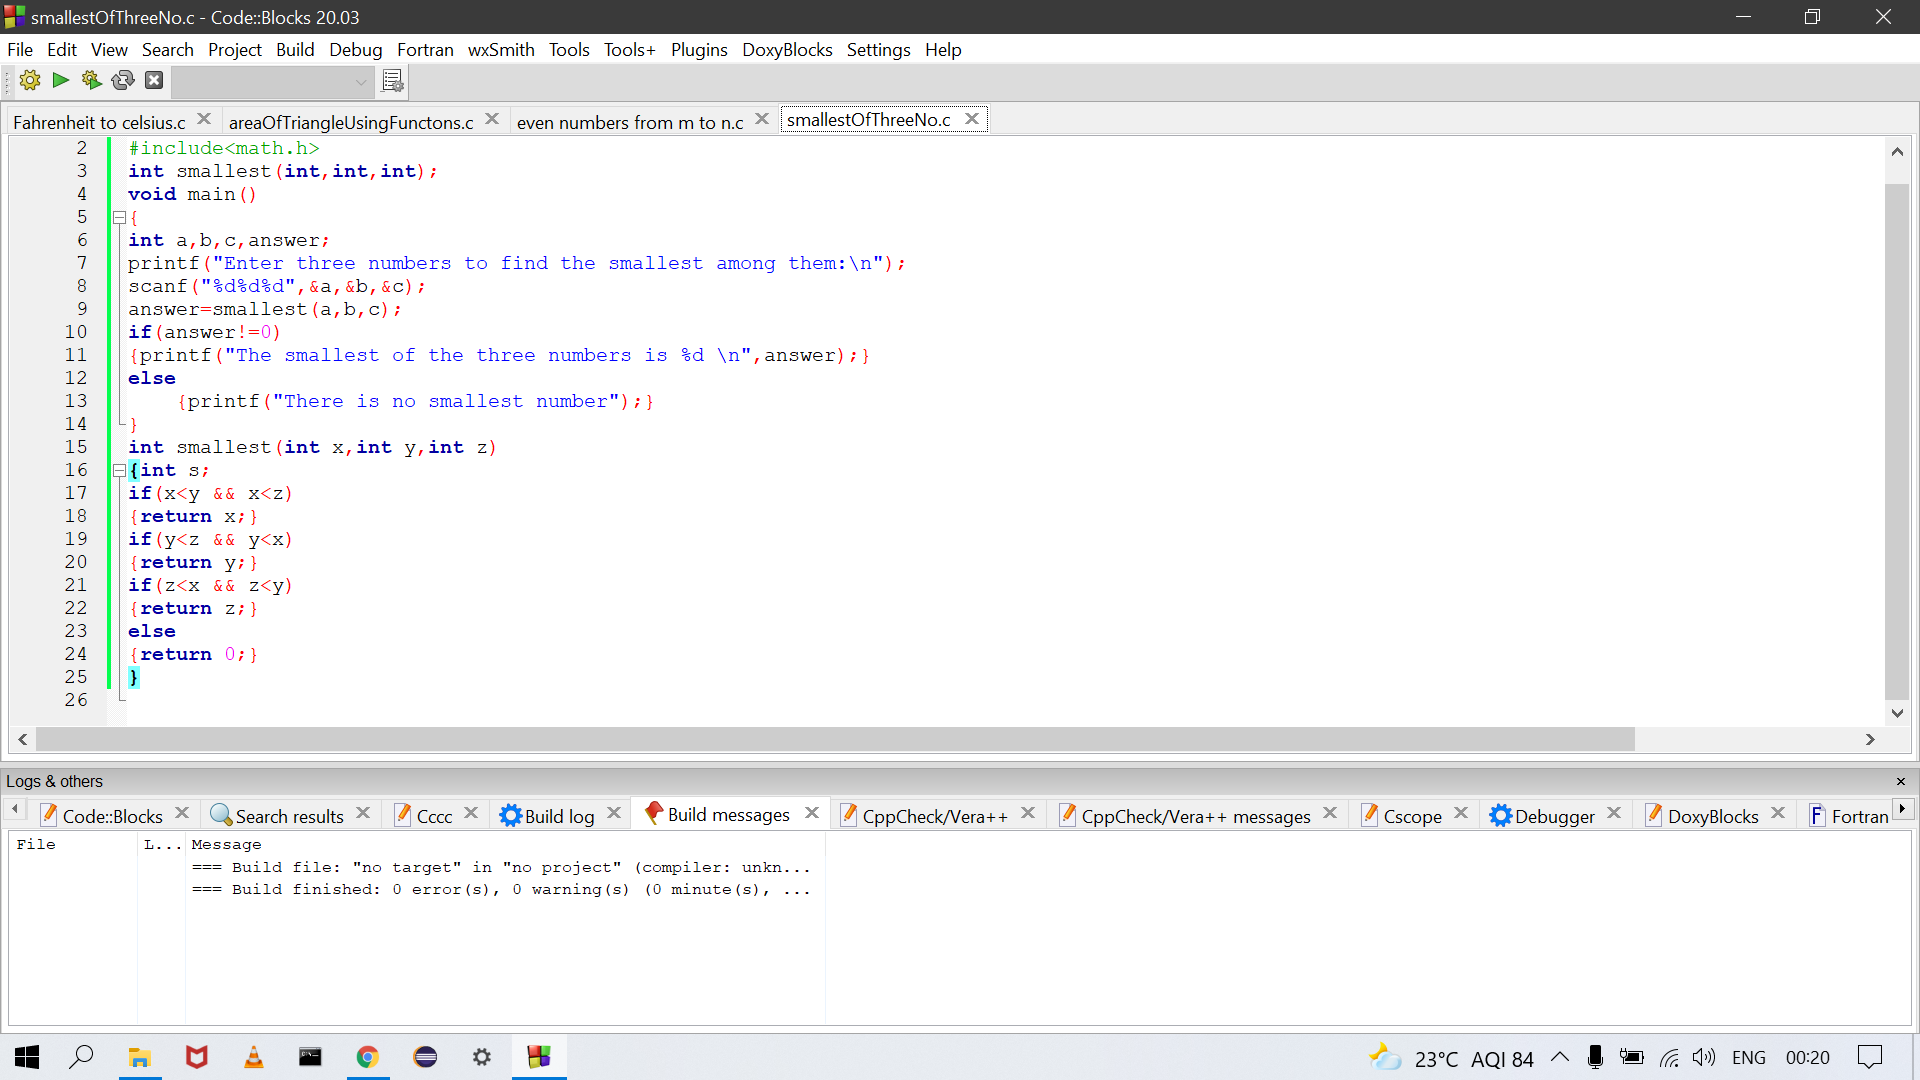 smallestOfThreeNo.c - Code::Blocks 20.03
File Edit View Search Project Build Debug Fortran wxSmith Tools Tools+ Plugins DoxyBlocks Settings Help
Fahrenheit to celsius.c areaOfTriangleUsingFunctons.c even numbers from m to n.c smallestOfThreeNo.c
2 #include<math.h>
3 int smallest(int,int,int);
4 void main()
5 {
6 int a,b,c,answer;
7 printf("Enter three numbers to find the smallest among them:\n");
8 scanf("%d%d%d",&a,&b,&c);
9 answer=smallest(a,b,c);
10 if(answer!=0)
11 {printf("The smallest of the three numbers is %d \n",answer);}
12 else
13     {printf("There is no smallest number");}
14 }
15 int smallest(int x,int y,int z)
16 {int s;
17 if(x<y && x<z)
18 {return x;}
19 if(y<z && y<x)
20 {return y;}
21 if(z<x && z<y)
22 {return z;}
23 else
24 {return 0;}
25 }
26
Logs & others
Code::Blocks Search results Cccc Build log Build messages CppCheck/Vera++ CppCheck/Vera++ messages Cscope Debugger DoxyBlocks Fortran
File L... Message
=== Build file: "no target" in "no project" (compiler: unkn...
=== Build finished: 0 error(s), 0 warning(s) (0 minute(s), ...
23°C AQI 84 ENG 00:20